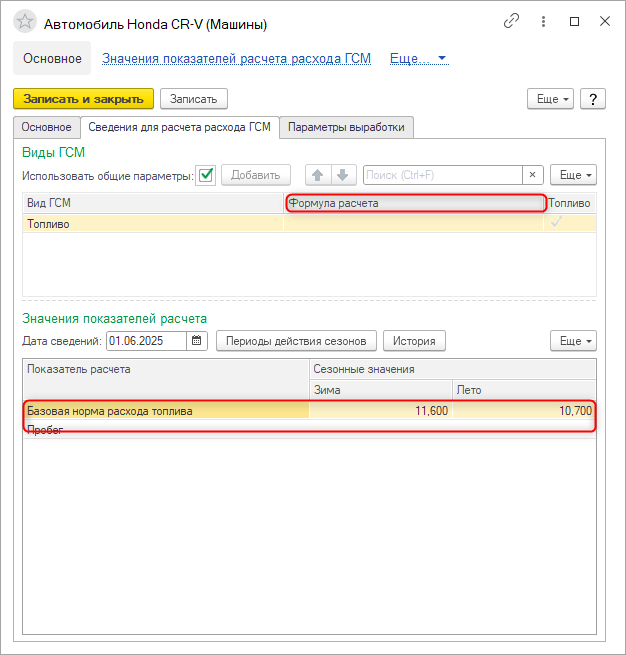 Автомобиль Honda CR-V (Машины)
Основное Значения показателей расчета расхода ГСМ Еще...
Записать и закрыть Записать Еще ?
Основное Сведения для расчета расхода ГСМ Параметры выработки
Виды ГСМ
Использовать общие параметры: Добавить Поиск (Ctrl+F) × Еще
Вид ГСМ Формула расчета Топливо
Топливо
Значения показателей расчета
Дата сведений: 01.06.2025 Периоды действия сезонов История Еще
Показатель расчета Сезонные значения
Зима Лето
Базовая норма расхода топлива 11,600 10,700
Пробег